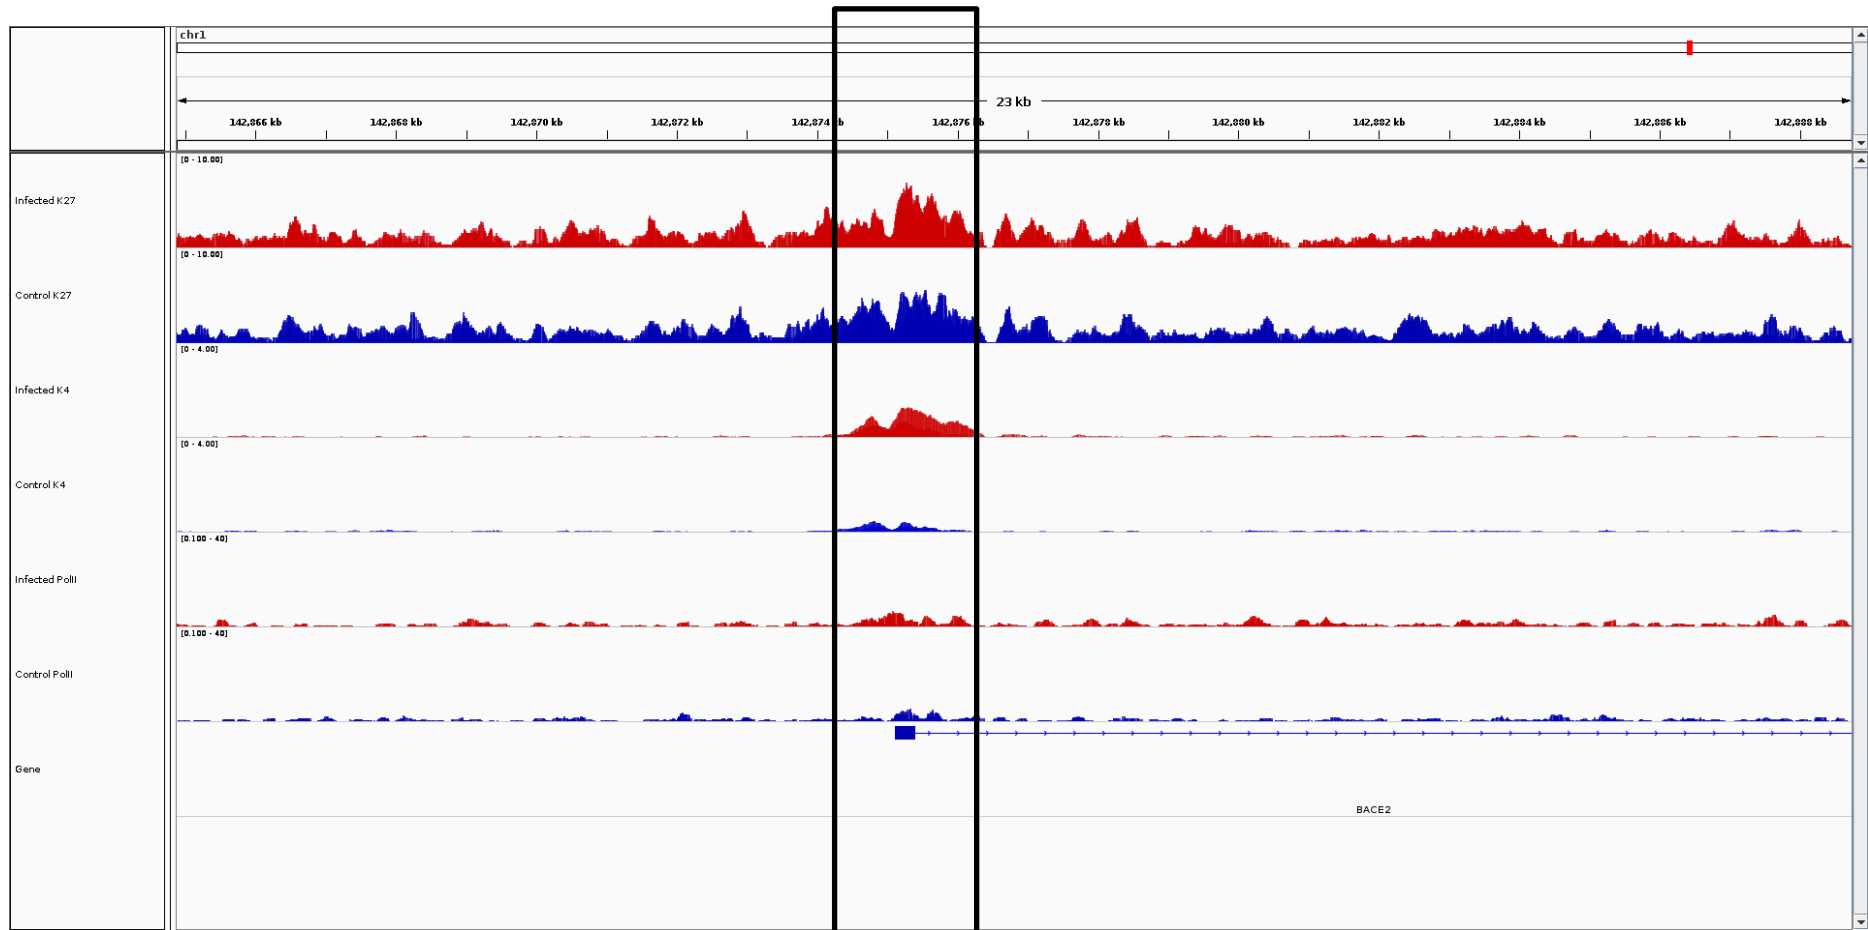 chr1
23 kb
142,866 kb 142,868 kb 142,870 kb 142,872 kb 142,874 kb 142,876 kb 142,878 kb 142,880 kb 142,882 kb 142,884 kb 142,886 kb 142,888 kb
[0 - 10.00]
Infected K27
[0 - 10.00]
Control K27
[0 - 4.00]
Infected K4
[0 - 4.00]
Control K4
[0.100 - 40]
Infected PolII
[0.100 - 40]
Control PolII
Gene
BACE2